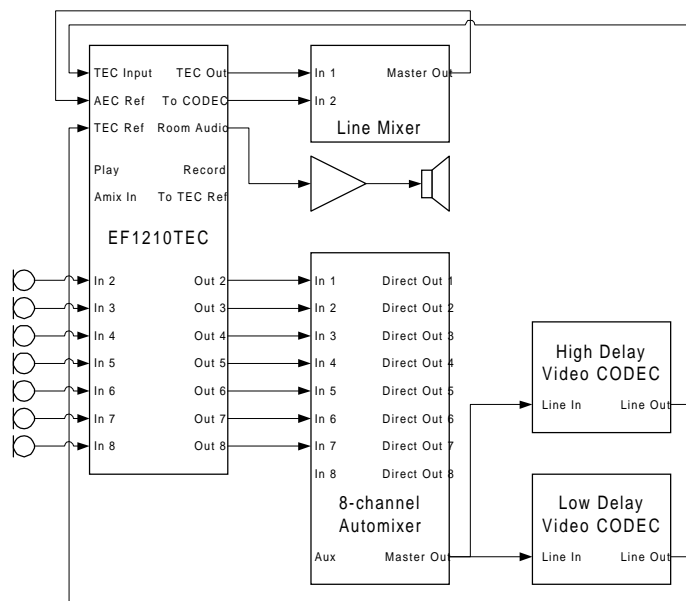 TEC Input TEC Out
AEC Ref To CODEC
TEC Ref Room Audio
Play Record
Amix In To TEC Ref
EF1210TEC
In 2 Out 2
In 3 Out 3
In 4 Out 4
In 5 Out 5
In 6 Out 6
In 7 Out 7
In 8 Out 8
In 1 Master Out
In 2
Line Mixer
In 1 Direct Out 1
In 2 Direct Out 2
In 3 Direct Out 3
In 4 Direct Out 4
In 5 Direct Out 5
In 6 Direct Out 6
In 7 Direct Out 7
In 8 Direct Out 8
8-channel
Automixer
Aux Master Out
High Delay
Video CODEC
Line In Line Out
Low Delay
Video CODEC
Line In Line Out